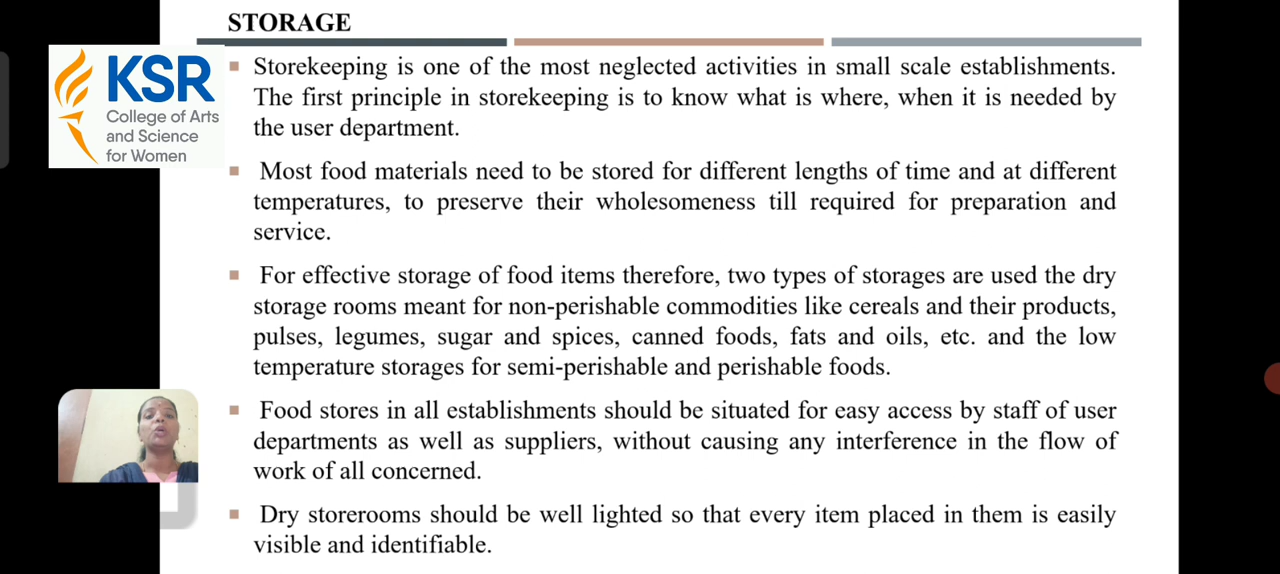 STORAGE
KSR
College of Arts
and Science
for Women
Storekeeping is one of the most neglected activities in small scale establishments.
The first principle in storekeeping is to know what is where, when it is needed by
the user department.
Most food materials need to be stored for different lengths of time and at different
temperatures, to preserve their wholesomeness till required for preparation and
service.
For effective storage of food items therefore, two types of storages are used the dry
storage rooms meant for non-perishable commodities like cereals and their products,
pulses, legumes, sugar and spices, canned foods, fats and oils, etc. and the low
temperature storages for semi-perishable and perishable foods.
Food stores in all establishments should be situated for easy access by staff of user
departments as well as suppliers, without causing any interference in the flow of
work of all concerned.
Dry storerooms should be well lighted so that every item placed in them is easily
visible and identifiable.